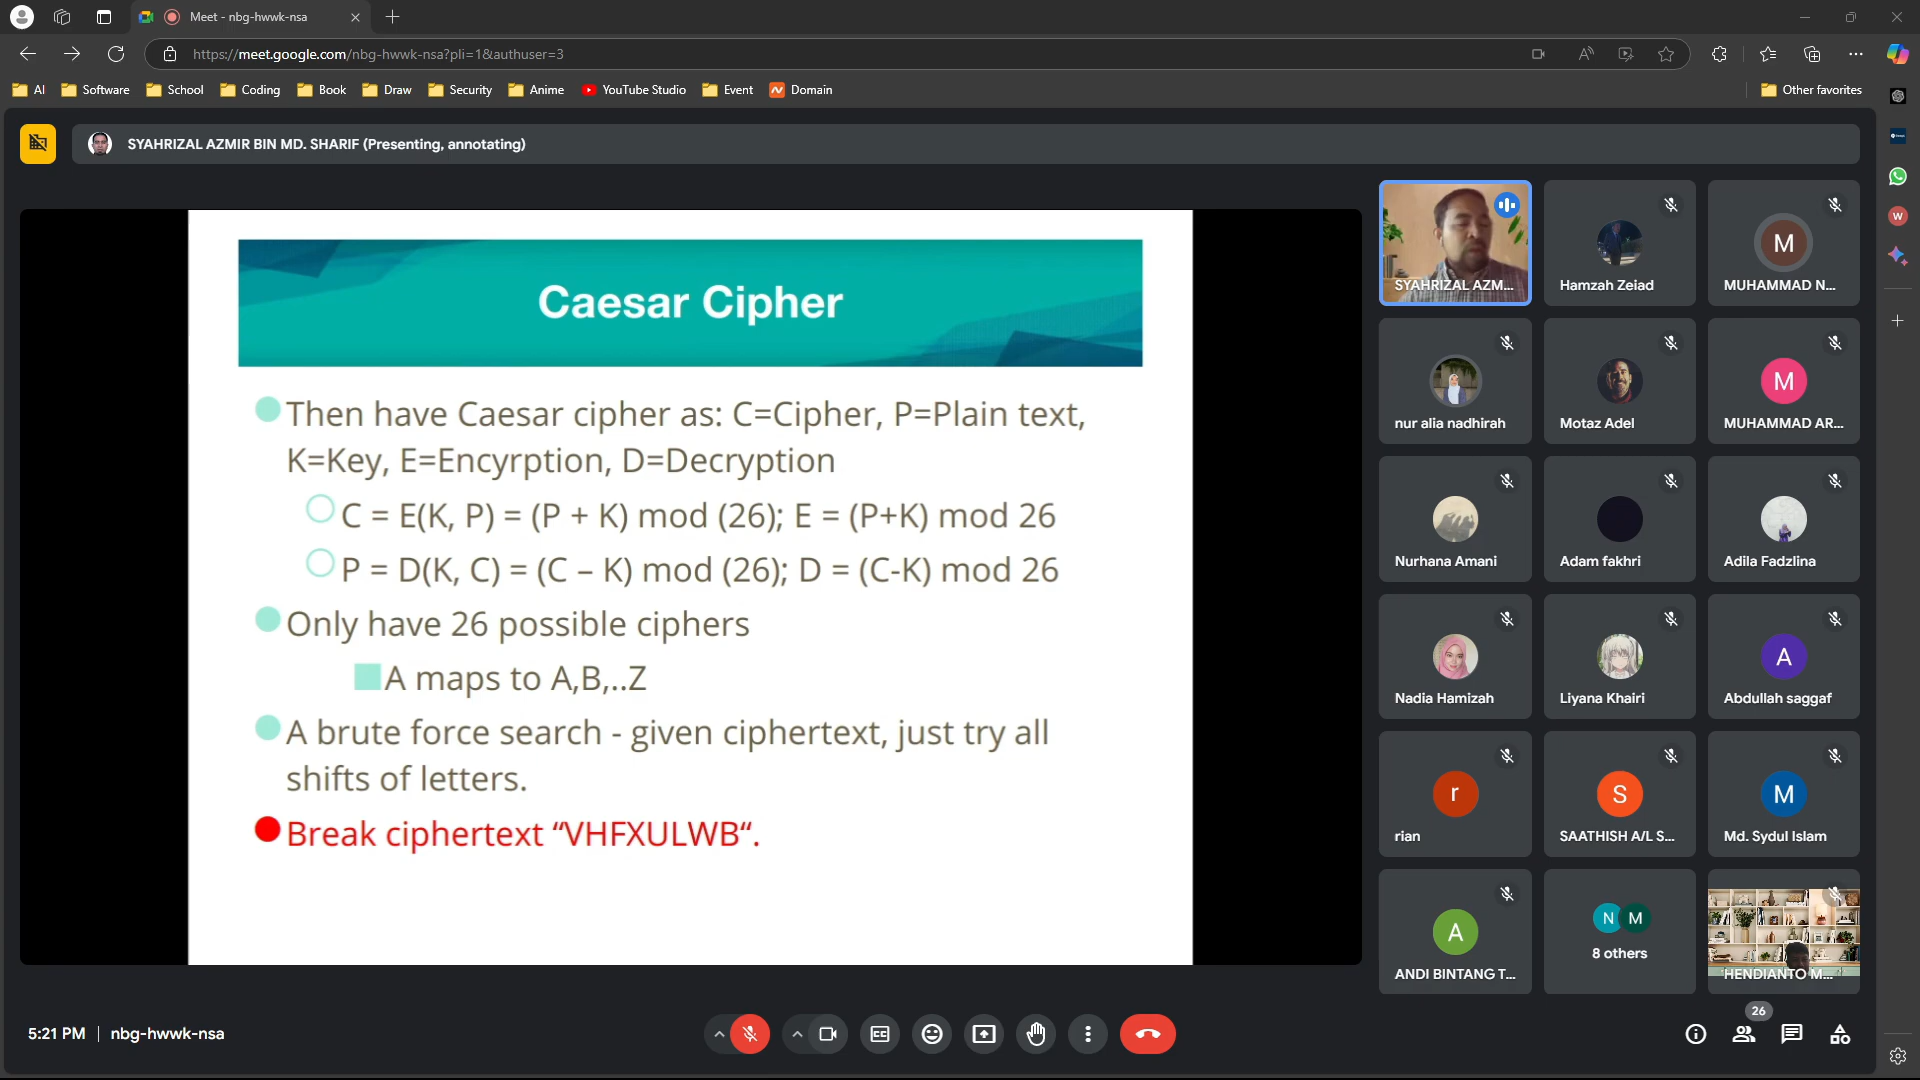 Meet - nbg-hwwk-nsa
https://meet.google.com/nbg-hwwk-nsa?pli=1&authuser=3
AI Software School Coding Book Draw Security Anime YouTube Studio Event Domain Other favorites
SYAHRIZAL AZMIR BIN MD. SHARIF (Presenting, annotating)
Caesar Cipher
Then have Caesar cipher as: C=Cipher, P=Plain text,
K=Key, E=Encyrption, D=Decryption
C = E(K, P) = (P + K) mod (26); E = (P+K) mod 26
P = D(K, C) = (C – K) mod (26); D = (C-K) mod 26
Only have 26 possible ciphers
A maps to A,B,..Z
A brute force search - given ciphertext, just try all
shifts of letters.
Break ciphertext “VHFXULWB“.
SYAHRIZAL AZM...
Hamzah Zeiad
M
MUHAMMAD N...
nur alia nadhirah
Motaz Adel
M
MUHAMMAD AR...
Nurhana Amani
Adam fakhri
Adila Fadzlina
Nadia Hamizah
Liyana Khairi
A
Abdullah saggaf
r
rian
S
SAATHISH A/L S...
M
Md. Sydul Islam
A
ANDI BINTANG T...
N M
8 others
HENDIANTO M...
W
5:21 PM | nbg-hwwk-nsa
26